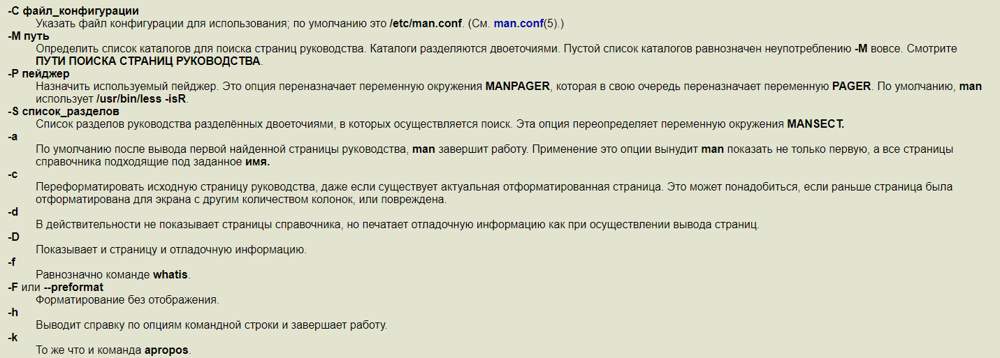 -C файл_конфигурации
Указать файл конфигурации для использования; по умолчанию это /etc/man.conf. (См. man.conf(5).)
-M путь
Определить список каталогов для поиска страниц руководства. Каталоги разделяются двоеточиями. Пустой список каталогов равнозначен неупотреблению -M вовсе. Смотрите
ПУТИ ПОИСКА СТРАНИЦ РУКОВОДСТВА.
-P пейджер
Назначить используемый пейджер. Это опция переназначает переменную окружения MANPAGER, которая в свою очередь переназначает переменную PAGER. По умолчанию, man
использует /usr/bin/less -isR.
-S список_разделов
Список разделов руководства разделённых двоеточиями, в которых осуществляется поиск. Эта опция переопределяет переменную окружения MANSECT.
-a
По умолчанию после вывода первой найденной страницы руководства, man завершит работу. Применение это опции вынудит man показать не только первую, а все страницы
справочника подходящие под заданное имя.
-c
Переформатировать исходную страницу руководства, даже если существует актуальная отформатированная страница. Это может понадобиться, если раньше страница была
отформатирована для экрана с другим количеством колонок, или повреждена.
-d
В действительности не показывает страницы справочника, но печатает отладочную информацию как при осуществлении вывода страниц.
-D
Показывает и страницу и отладочную информацию.
-f
Равнозначно команде whatis.
-F или --preformat
Форматирование без отображения.
-h
Выводит справку по опциям командной строки и завершает работу.
-k
То же что и команда apropos.